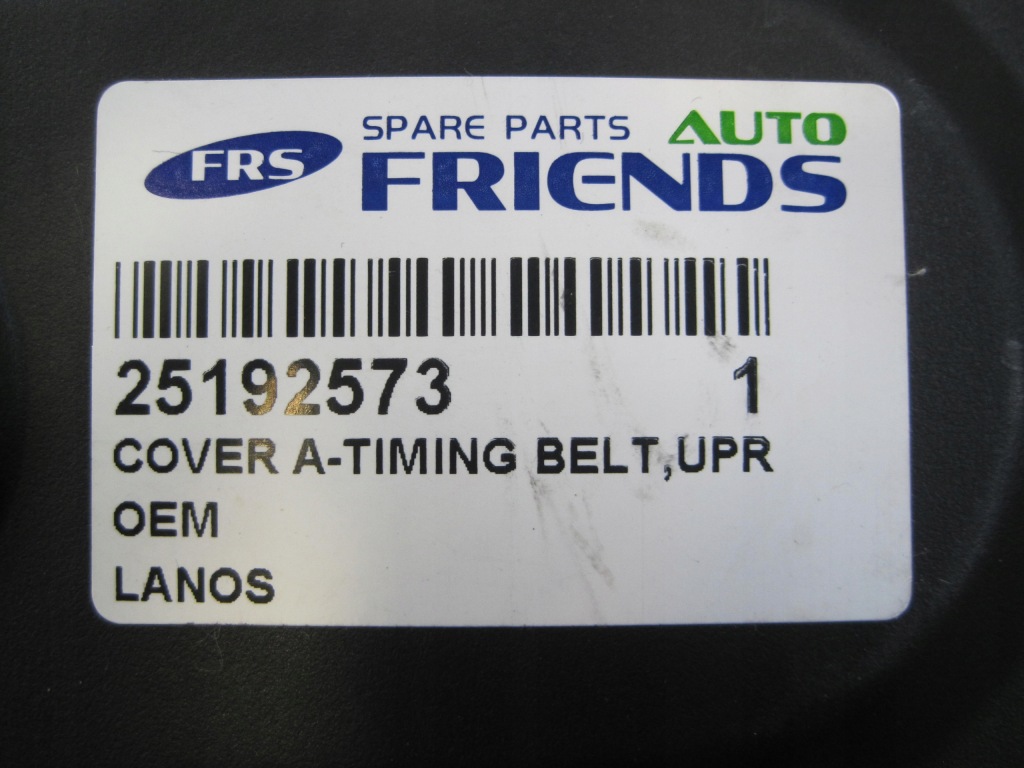 FRS
SPARE PARTS AUTO
FRIENDS
25192573 1
COVER A-TIMING BELT,UPR
OEM
LANOS